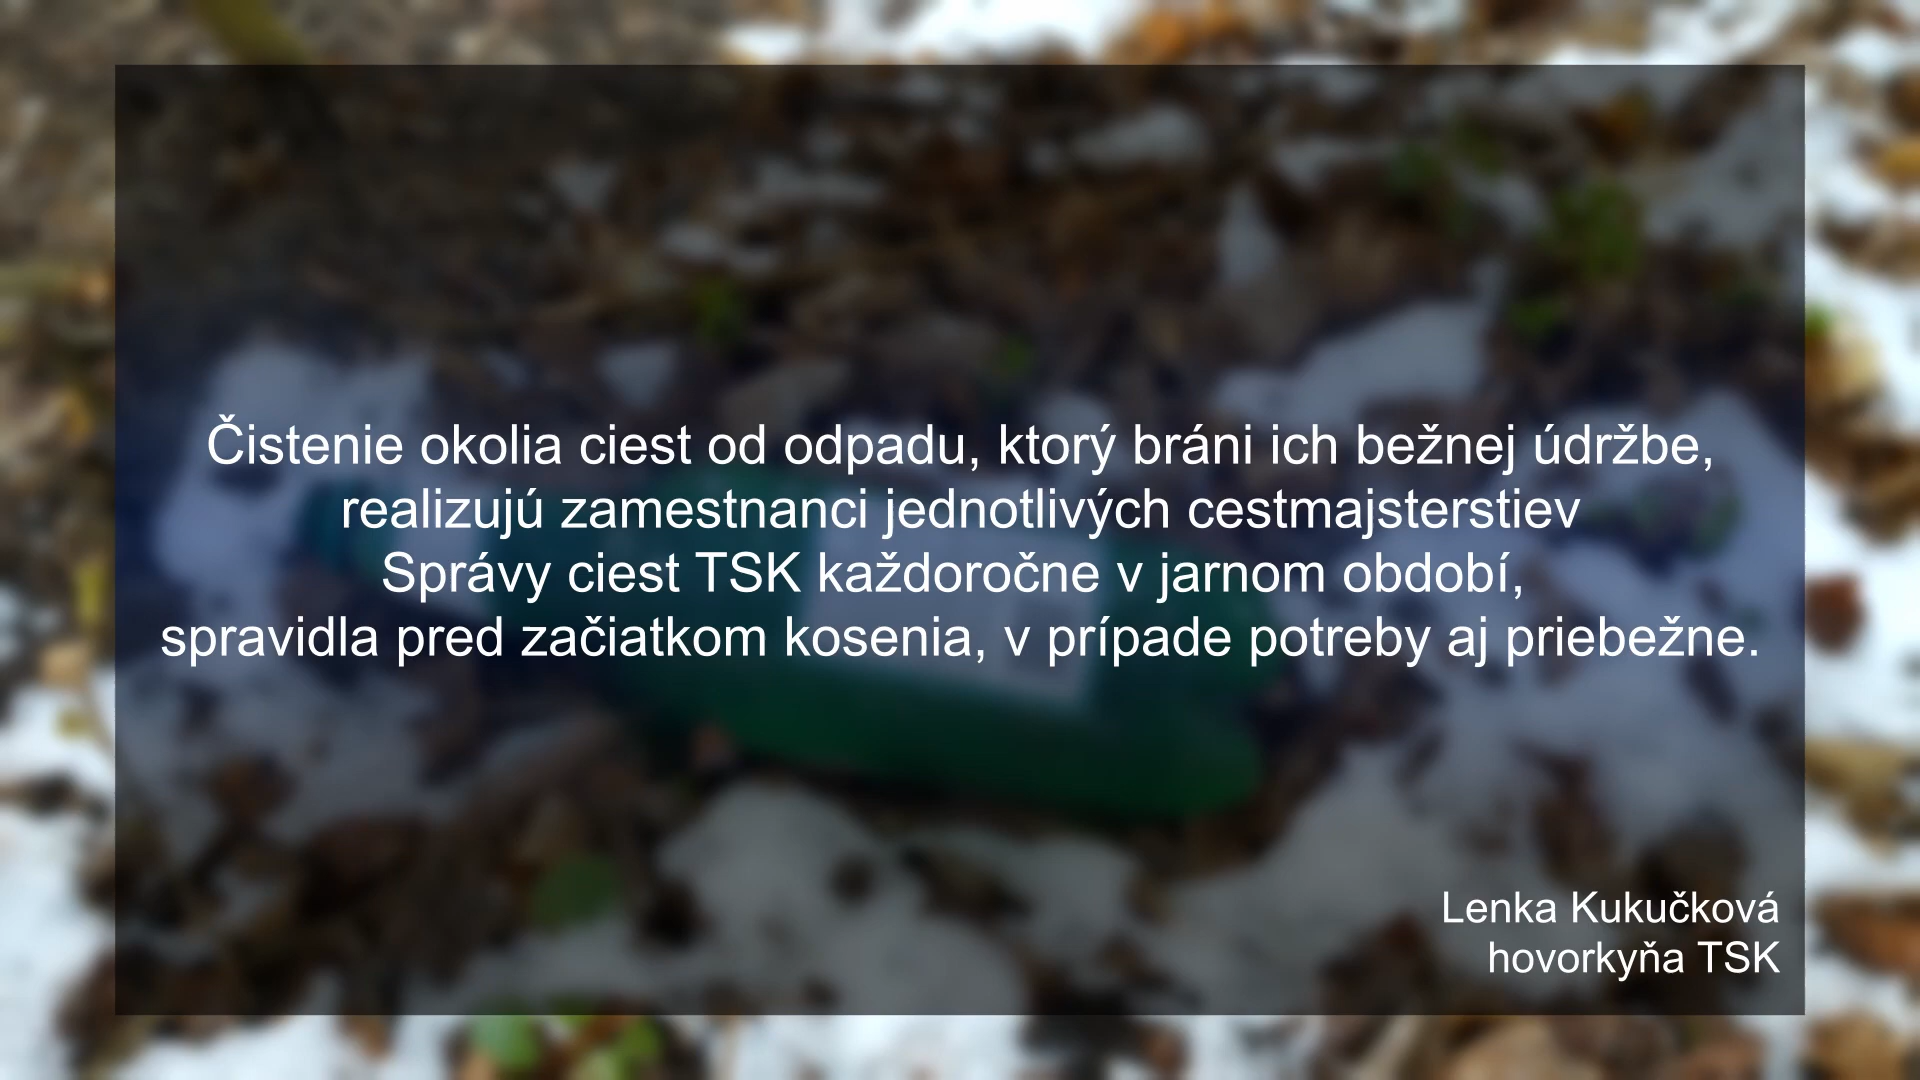 Čistenie okolia ciest od odpadu, ktorý bráni ich bežnej údržbe,
realizujú zamestnanci jednotlivých cestmajsterstiev
Správy ciest TSK každoročne v jarnom období,
spravidla pred začiatkom kosenia, v prípade potreby aj priebežne.
Lenka Kukučková
hovorkyňa TSK